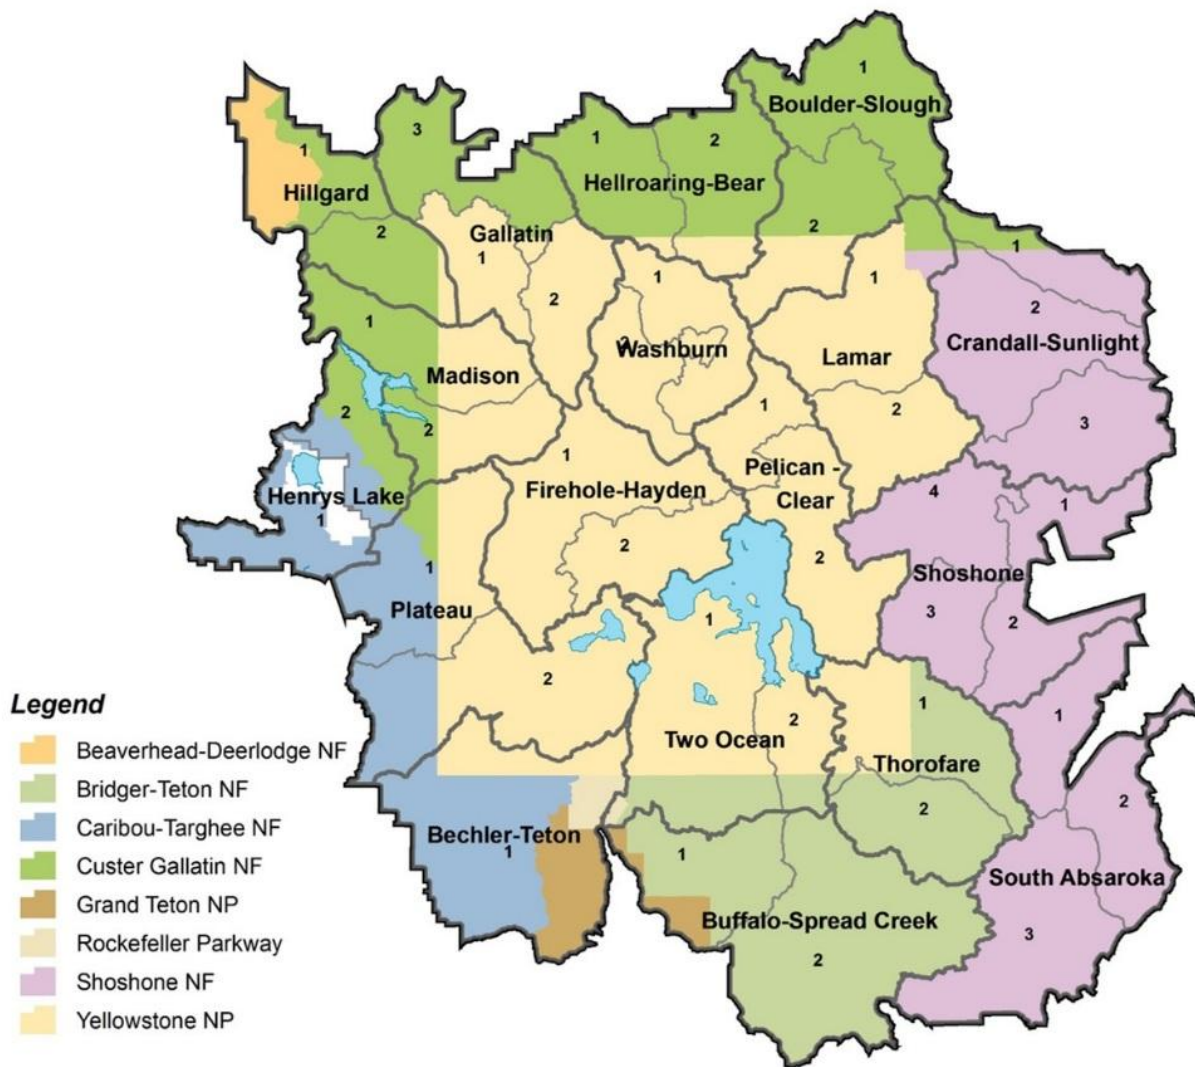 1
Boulder-Slough
3
1
2
1
Hellroaring-Bear
Hillgard
2
2
Gallatin
1
1
1
1
2
2
Crandall-Sunlight
1
2
Washburn
Lamar
Madison
1
2
2
3
2
1
Pelican -
Clear
Firehole-Hayden
4
1
Henrys Lake
1
2
2
1
Shoshone
Plateau
3
2
1
2
1
1
2
Two Ocean
Thorofare
2
2
Bechler-Teton
1
1
South Absaroka
Buffalo-Spread Creek
3
2
Legend
Beaverhead-Deerlodge NF
Bridger-Teton NF
Caribou-Targhee NF
Custer Gallatin NF
Grand Teton NP
Rockefeller Parkway
Shoshone NF
Yellowstone NP